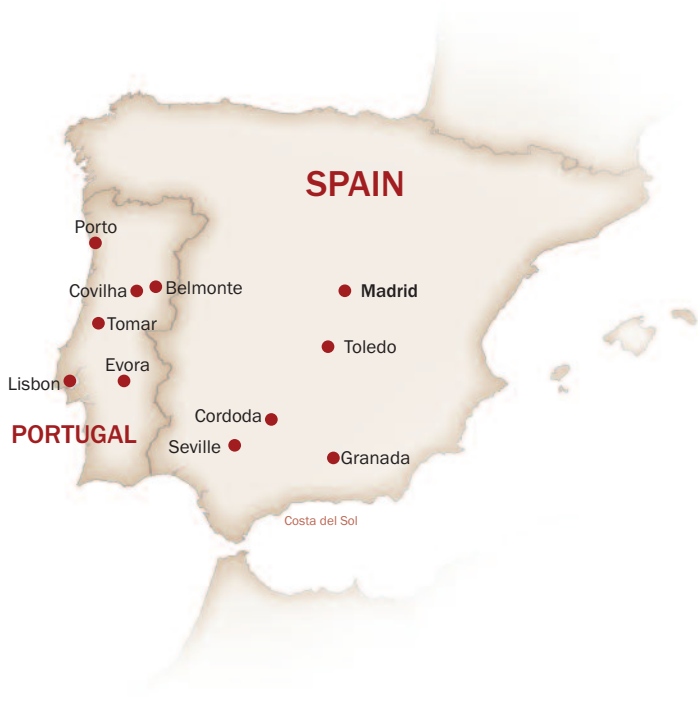 SPAIN
Porto
Covilha
Belmonte
Madrid
Tomar
Toledo
Evora
Lisbon
Cordoda
PORTUGAL
Seville
Granada
Costa del Sol